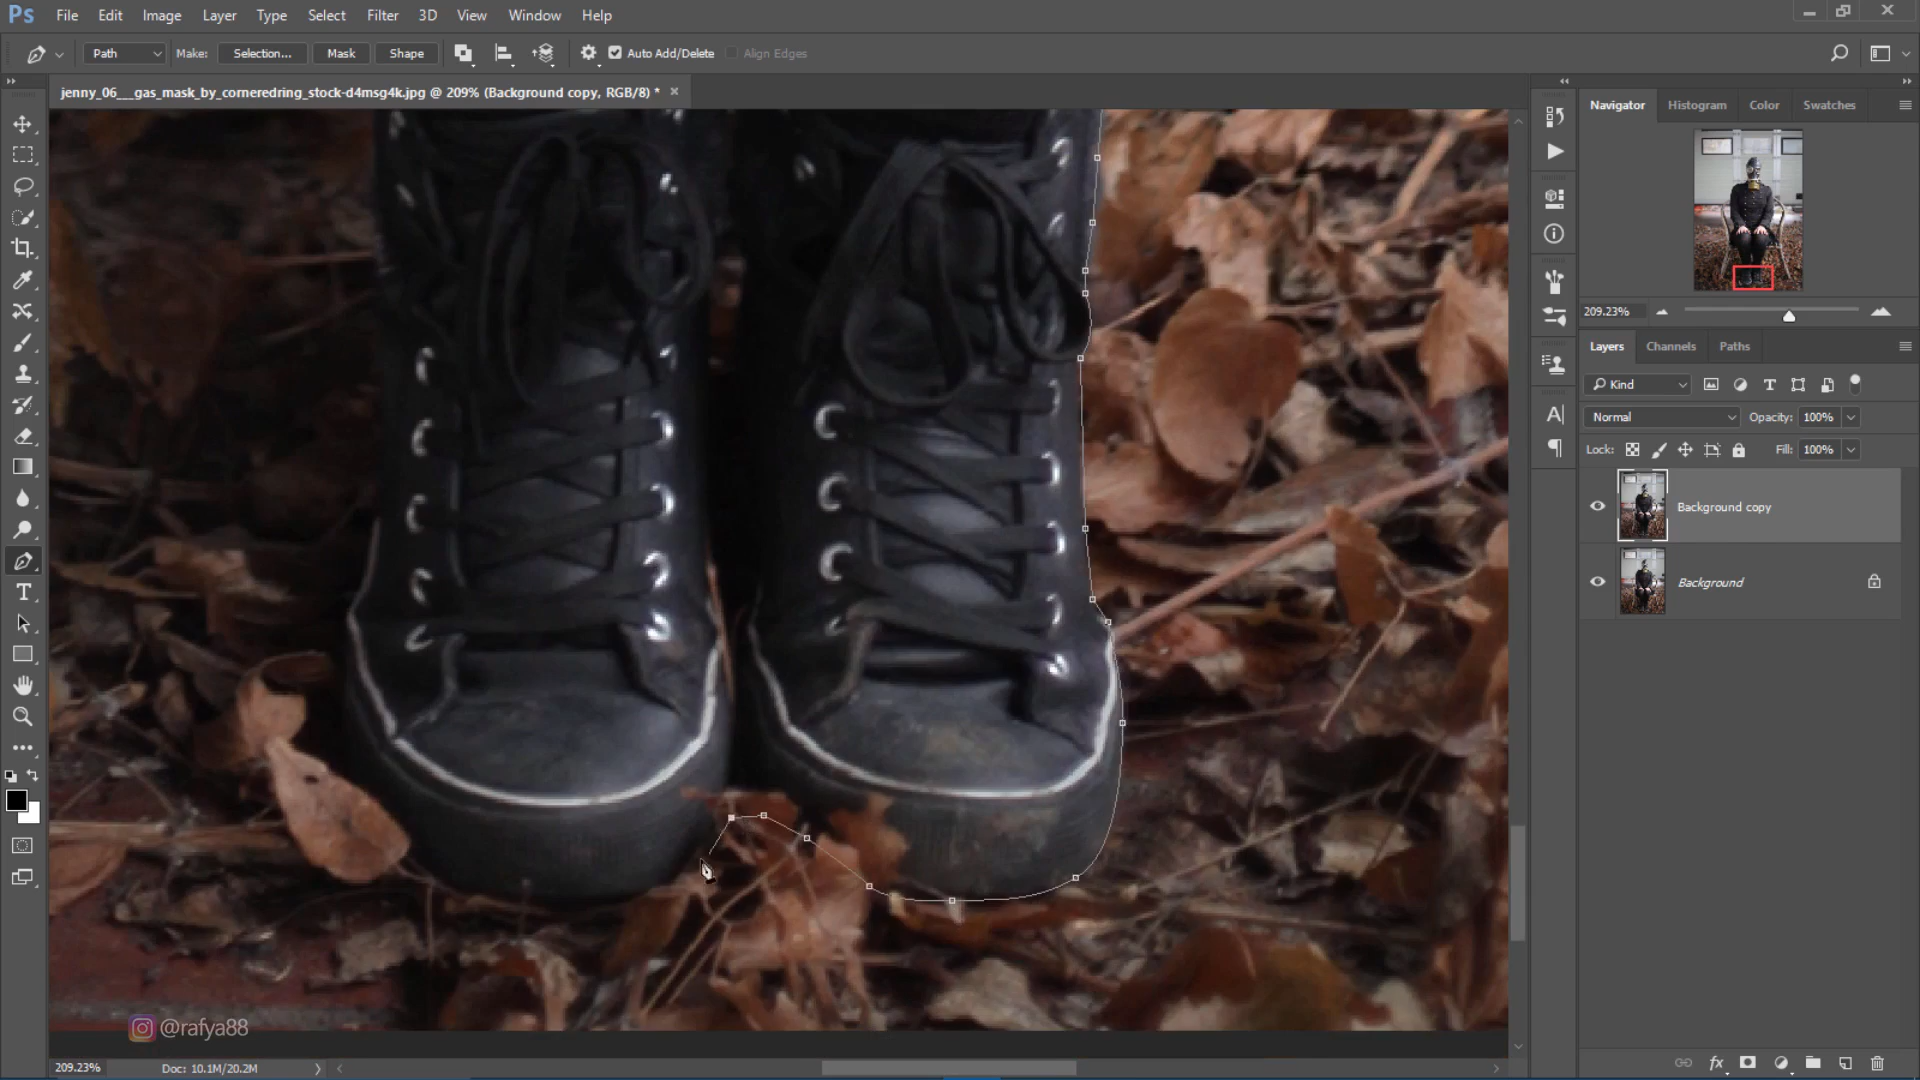 Ps File Edit Image Layer Type Select Filter 3D View Window Help
Path Make: Selection... Mask Shape Auto Add/Delete Align Edges
jenny_06___gas_mask_by_corneredring_stock-d4msg4k.jpg @ 209% (Background copy, RGB/8) *
Navigator Histogram Color Swatches
209.23%
Layers Channels Paths
Kind
Normal Opacity: 100%
Lock: Fill: 100%
Background copy
Background
@rafya88
209.23% Doc: 10.1M/20.2M